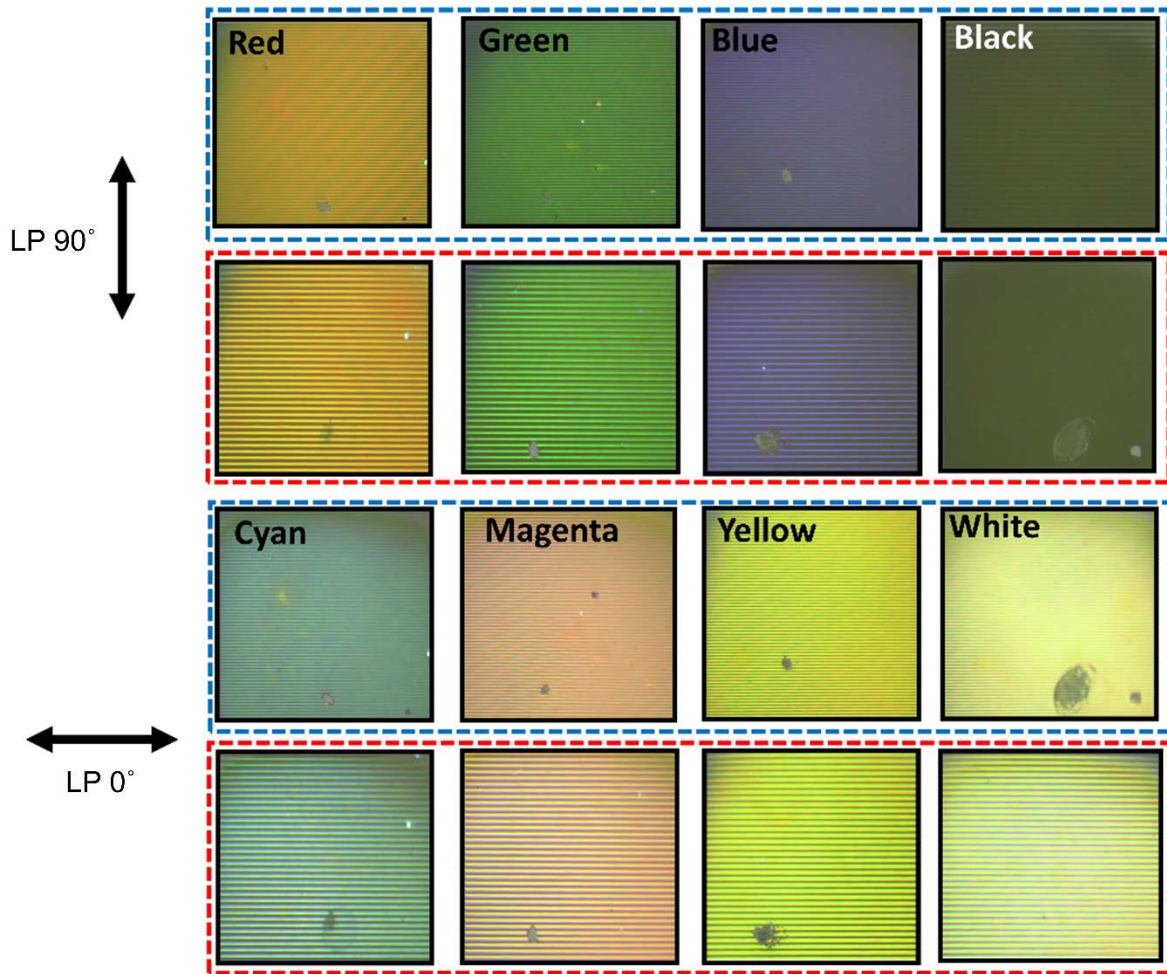 Red
Green
Blue
Black
LP 90°
Cyan
Magenta
Yellow
White
LP 0°